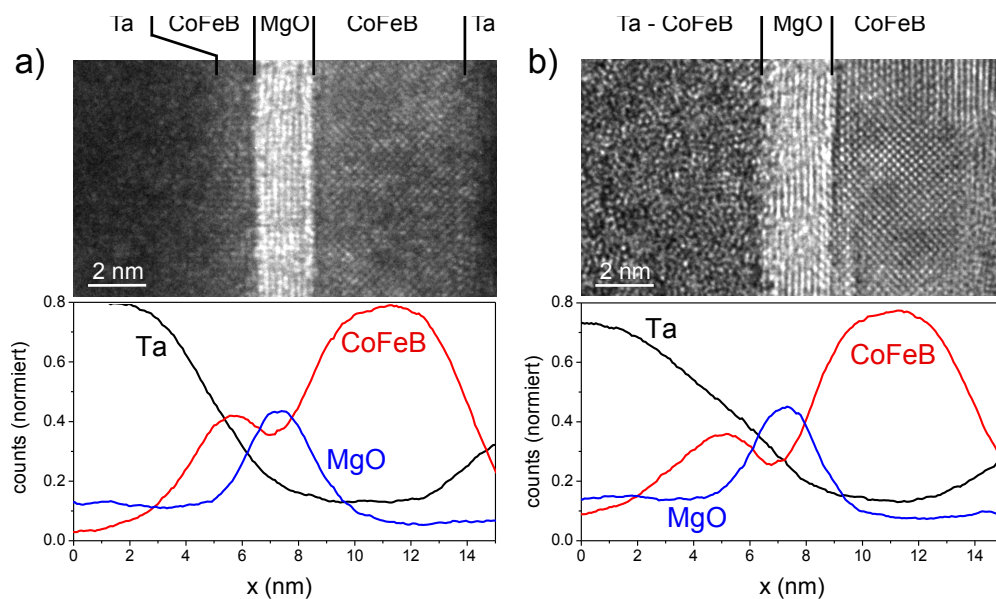 Ta CoFeB MgO CoFeB Ta
Ta - CoFeB MgO CoFeB
a)
b)
2 nm
2 nm
0.8
0.6
0.4
0.2
0.0
counts (normiert)
Ta
CoFeB
MgO
0 2 4 6 8 10 12 14
x (nm)
0.8
0.6
0.4
0.2
0.0
counts (normiert)
Ta
CoFeB
MgO
0 2 4 6 8 10 12 14
x (nm)